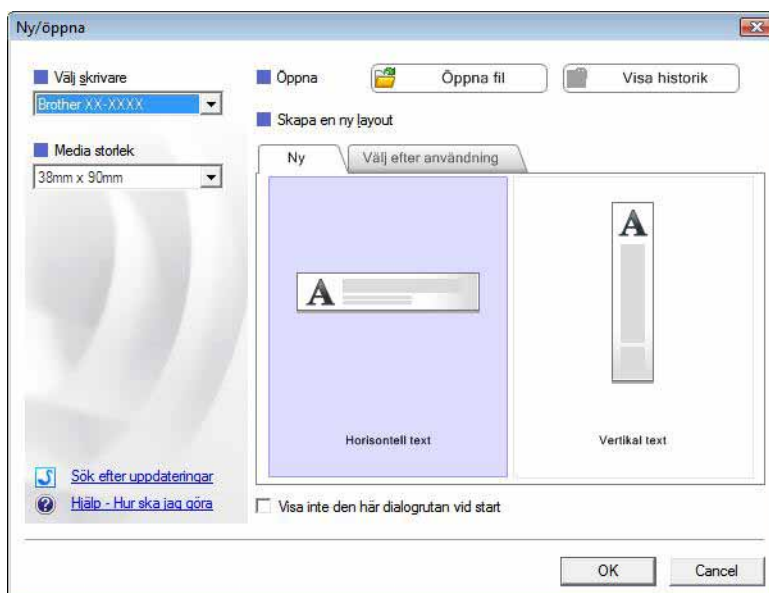 Ny/öppna
Välj skrivare
Brother XX-XXXX
Media storlek
38mm x 90mm
Sök efter uppdateringar
Hjälp - Hur ska jag göra
Öppna
Öppna fil
Visa historik
Skapa en ny layout
Ny
Välj efter användning
A
Horisontell text
A
Vertikal text
Visa inte den här dialogrutan vid start
OK
Cancel